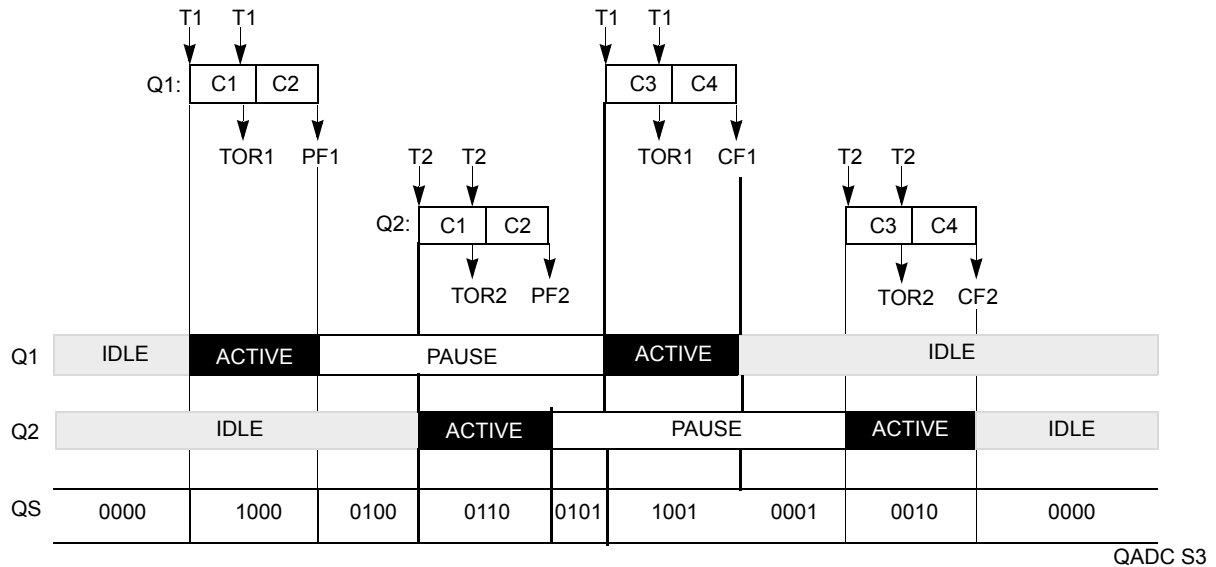 T1 T1 T1 T1
Q1: C1 C2 C3 C4
TOR1 PF1 T2 T2 TOR1 CF1 T2 T2
Q2: C1 C2 C3 C4
TOR2 PF2 TOR2 CF2
Q1 IDLE ACTIVE PAUSE ACTIVE IDLE
Q2 IDLE ACTIVE PAUSE ACTIVE IDLE
QS 0000 1000 0100 0110 0101 1001 0001 0010 0000
QADC S3